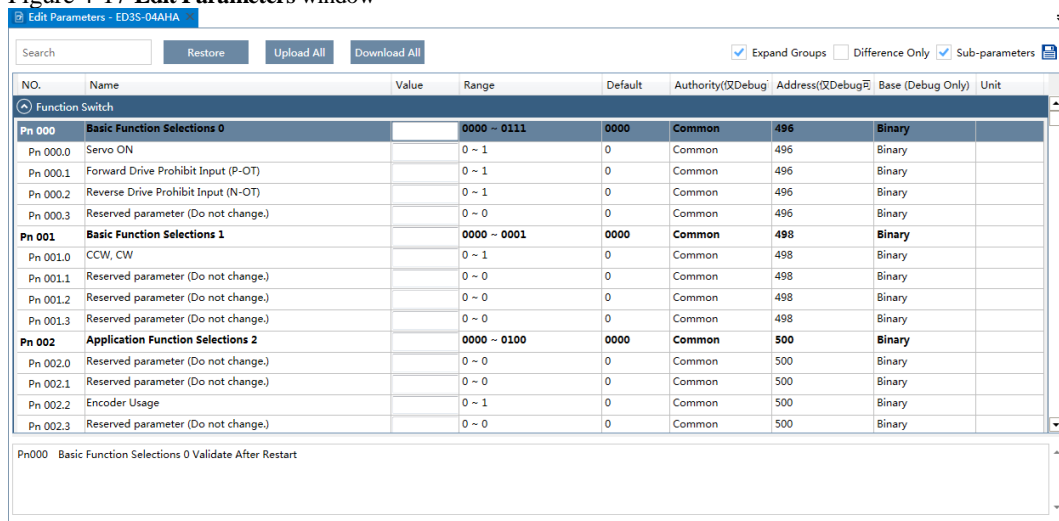 Figure 4-17 Edit Parameters window
Edit Parameters - ED3S-04AHA ×
Search Restore Upload All Download All Expand Groups Difference Only Sub-parameters
NO. Name Value Range Default Authority(仅Debug Address(仅Debug可 Base (Debug Only) Unit
Function Switch
Pn 000 Basic Function Selections 0 0000 ~ 0111 0000 Common 496 Binary
Pn 000.0 Servo ON 0 ~ 1 0 Common 496 Binary
Pn 000.1 Forward Drive Prohibit Input (P-OT) 0 ~ 1 0 Common 496 Binary
Pn 000.2 Reverse Drive Prohibit Input (N-OT) 0 ~ 1 0 Common 496 Binary
Pn 000.3 Reserved parameter (Do not change.) 0 ~ 0 0 Common 496 Binary
Pn 001 Basic Function Selections 1 0000 ~ 0001 0000 Common 498 Binary
Pn 001.0 CCW, CW 0 ~ 1 0 Common 498 Binary
Pn 001.1 Reserved parameter (Do not change.) 0 ~ 0 0 Common 498 Binary
Pn 001.2 Reserved parameter (Do not change.) 0 ~ 0 0 Common 498 Binary
Pn 001.3 Reserved parameter (Do not change.) 0 ~ 0 0 Common 498 Binary
Pn 002 Application Function Selections 2 0000 ~ 0100 0000 Common 500 Binary
Pn 002.0 Reserved parameter (Do not change.) 0 ~ 0 0 Common 500 Binary
Pn 002.1 Reserved parameter (Do not change.) 0 ~ 0 0 Common 500 Binary
Pn 002.2 Encoder Usage 0 ~ 1 0 Common 500 Binary
Pn 002.3 Reserved parameter (Do not change.) 0 ~ 0 0 Common 500 Binary
Pn000 Basic Function Selections 0 Validate After Restart